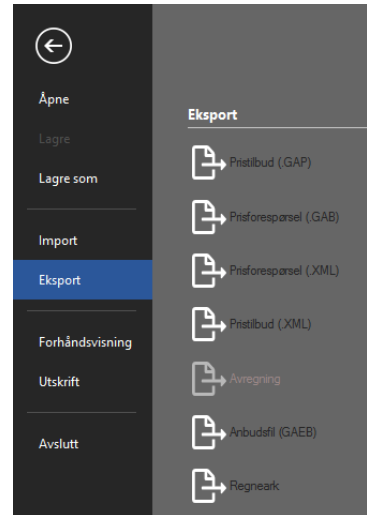 Åpne
Lagre
Lagre som
Import
Eksport
Forhåndsvisning
Utskrift
Avslutt
Eksport
Pristilbud (.GAP)
Prisforespørsel (.GAB)
Prisforespørsel (.XML)
Pristilbud (.XML)
Avregning
Anbudsfil (GAEB)
Regneark